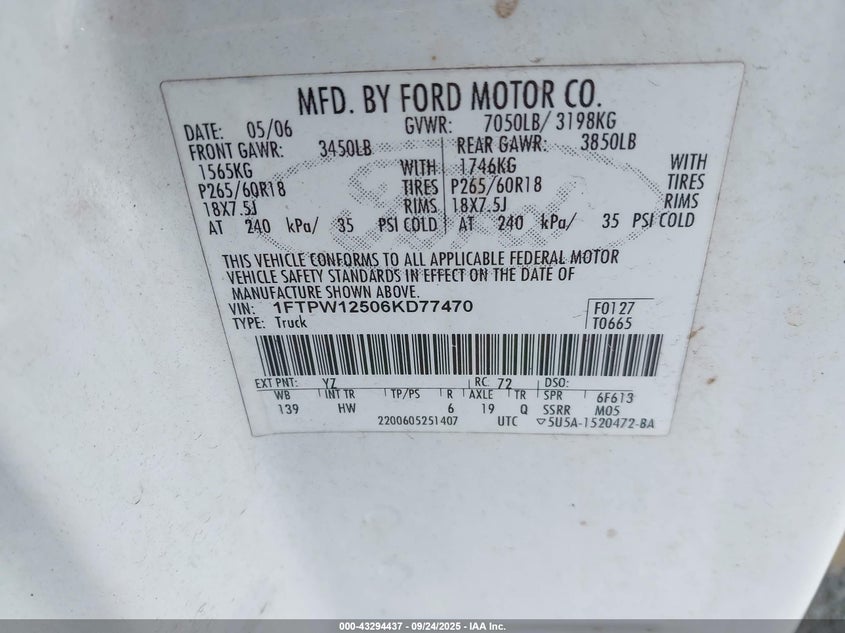 MFD. BY FORD MOTOR CO.
DATE: 05/06 GVWR: 7050LB/ 3198KG
FRONT GAWR: 3450LB REAR GAWR: 3850LB
1565KG WITH 1746KG WITH
P265/60R18 TIRES P265/60R18 TIRES
18X7.5J RIMS 18X7.5J RIMS
AT 240 kPa/ 35 PSI COLD AT 240 kPa/ 35 PSI COLD
THIS VEHICLE CONFORMS TO ALL APPLICABLE FEDERAL MOTOR
VEHICLE SAFETY STANDARDS IN EFFECT ON THE DATE OF
MANUFACTURE SHOWN ABOVE.
VIN: 1FTPW12506KD77470 F0127
TYPE: Truck T0665
EXT PNT: YZ RC: 72 DSO:
WB INT TR TP/PS R AXLE TR SPR 6F613
139 HW 6 19 Q SSRR M05
2200605251407 UTC ▽5U5A-1520472-BA
000-43294437 - 09/24/2025 - IAA Inc.